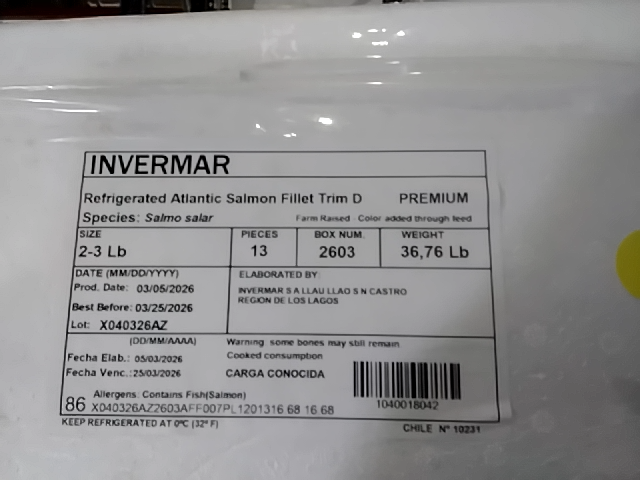 INVERMAR
Refrigerated Atlantic Salmon Fillet Trim D PREMIUM
Species: Salmo salar Farm Raised - Color added through feed
SIZE PIECES BOX NUM. WEIGHT
2-3 Lb 13 2603 36,76 Lb
DATE (MM/DD/YYYY) ELABORATED BY:
Prod. Date: 03/05/2026 INVERMAR S A LLAU LLAO S N CASTRO
REGION DE LOS LAGOS
Best Before: 03/25/2026
Lot: X040326AZ
(DD/MM/AAAA) Warning some bones may still remain
Fecha Elab.: 05/03/2026 Cooked consumption
Fecha Venc.: 25/03/2026 CARGA CONOCIDA
Allergens: Contains Fish(Salmon)
86 X040326AZ2603AFF007PL1201316 68 16 68 1040018042
KEEP REFRIGERATED AT 0ºC (32º F) CHILE Nº 10231